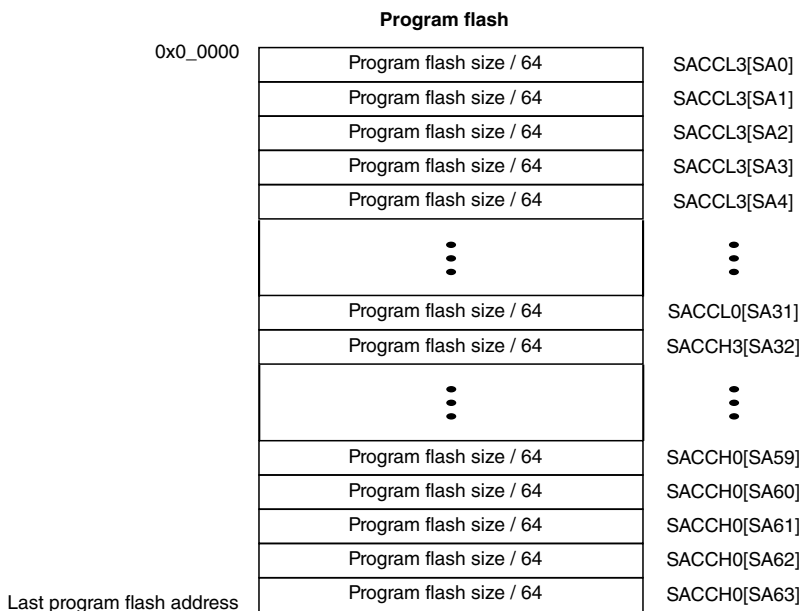 Program flash
0x0_0000
Program flash size / 64 SACCL3[SA0]
Program flash size / 64 SACCL3[SA1]
Program flash size / 64 SACCL3[SA2]
Program flash size / 64 SACCL3[SA3]
Program flash size / 64 SACCL3[SA4]
Program flash size / 64 SACCL0[SA31]
Program flash size / 64 SACCH3[SA32]
Program flash size / 64 SACCH0[SA59]
Program flash size / 64 SACCH0[SA60]
Program flash size / 64 SACCH0[SA61]
Program flash size / 64 SACCH0[SA62]
Program flash size / 64 SACCH0[SA63]
Last program flash address